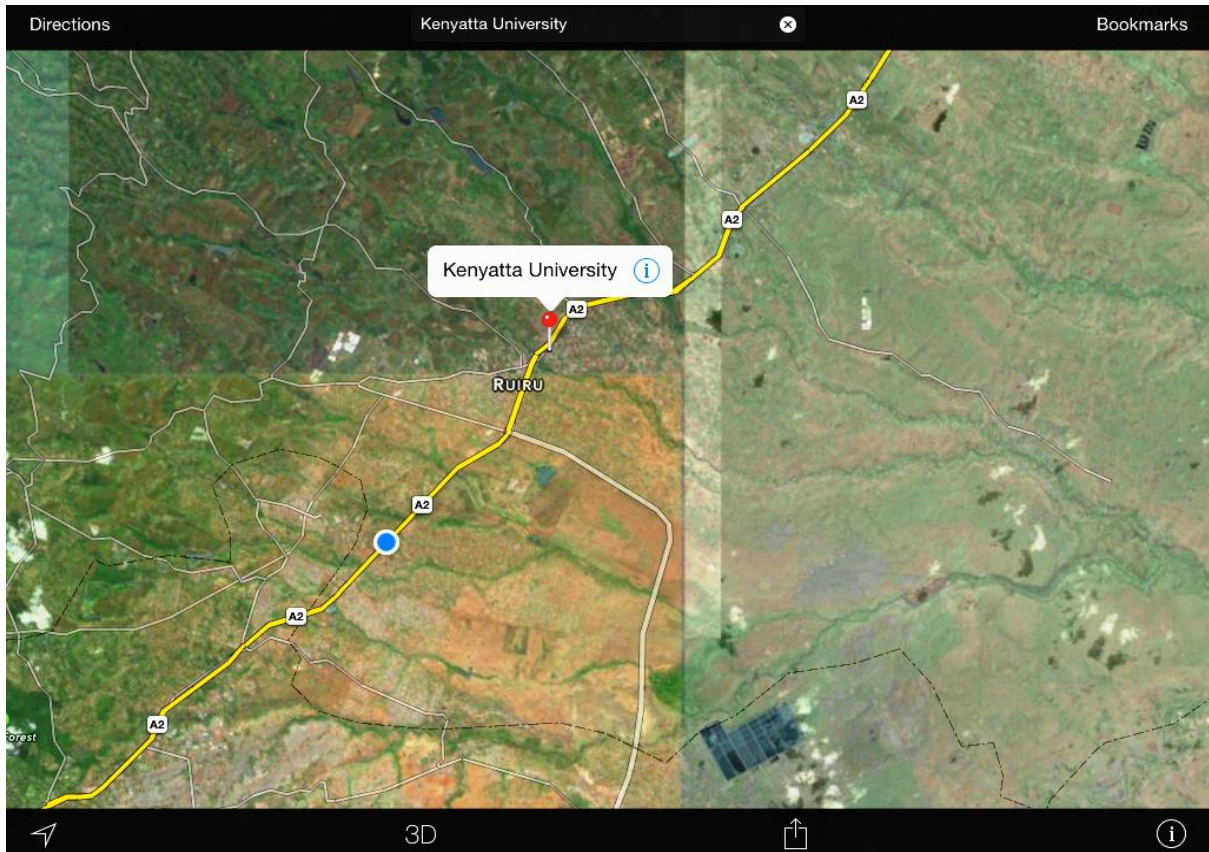 Directions
Kenyatta University
Bookmarks
A2
A2
Kenyatta University
i
A2
RUIRU
A2
A2
A2
orest
3D
i